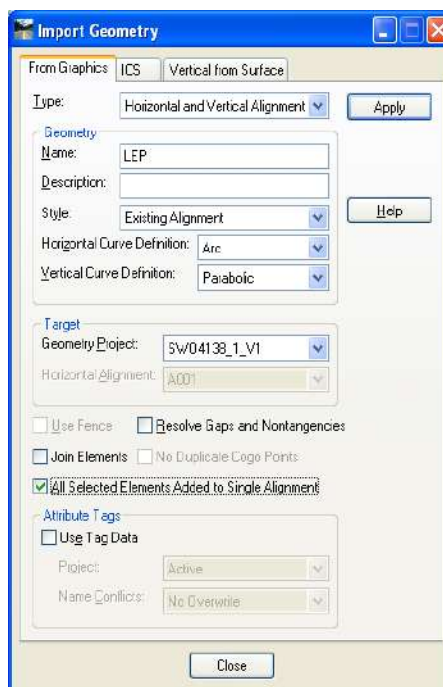 Import Geometry
From Graphics ICS Vertical from Surface
Type: Horizontal and Vertical Alignment Apply
Geometry
Name: LEP
Description:
Style: Existing Alignment Help
Horizontal Curve Definition: Arc
Vertical Curve Definition: Parabolic
Target
Geometry Project: SW04138_1_V1
Horizontal Alignment: A001
Use Fence Resolve Gaps and Nontangencies
Join Elements No Duplicate Cogo Points
All Selected Elements Added to Single Alignment
Attribute Tags
Use Tag Data
Project: Active
Name Conflicts: No Overwrite
Close